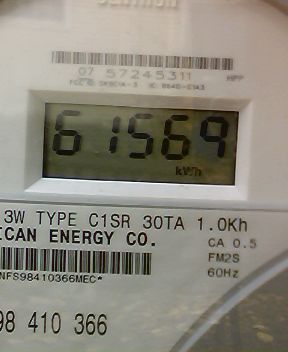 07 57245311 HPP
61569
kWh
3W TYPE C1SR 30TA 1.0Kh
ICAN ENERGY CO.
CA 0.5
FM2S
60Hz
NFS98410366MEC*
98 410 366